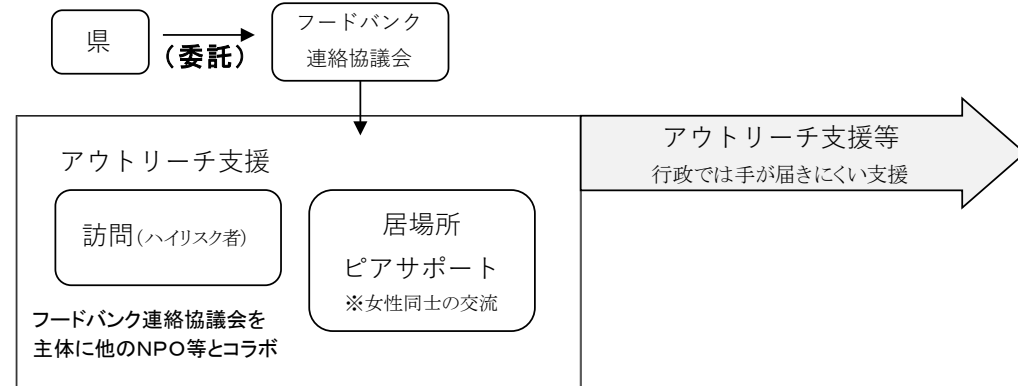 県
(委託)
フードバンク
連絡協議会
アウトリーチ支援
訪問(ハイリスク者)
居場所
ピアサポート
※女性同士の交流
フードバンク連絡協議会を
主体に他のNPO等とコラボ
アウトリーチ支援等
行政では手が届きにくい支援